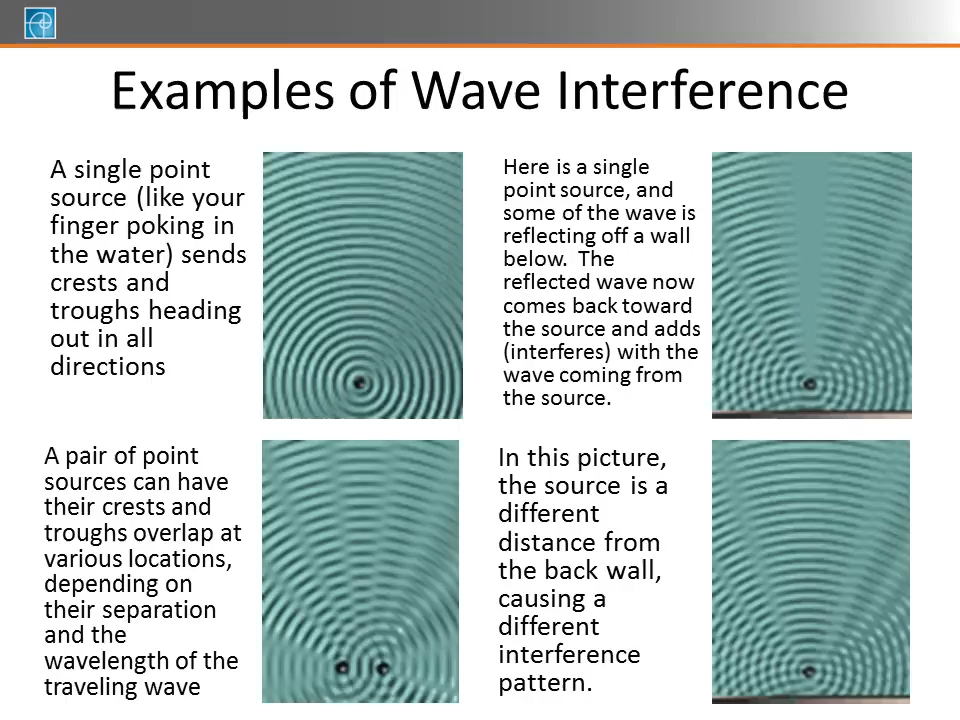 Examples of Wave Interference
A single point
source (like your
finger poking in
the water) sends
crests and
troughs heading
out in all
directions
Here is a single
point source, and
some of the wave is
reflecting off a wall
below.  The
reflected wave now
comes back toward
the source and adds
(interferes) with the
wave coming from
the source.
A pair of point
sources can have
their crests and
troughs overlap at
various locations,
depending on
their separation
and the
wavelength of the
traveling wave
In this picture,
the source is a
different
distance from
the back wall,
causing a
different
interference
pattern.